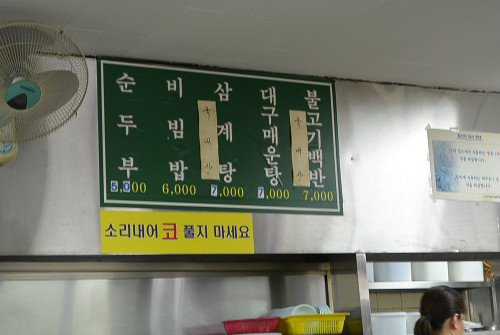 순두부
비빔밥
삼계탕
대구매운탕
불고기백반
5,000
6,000
7,000
7,000
7,000
소리내어 코 풀지 마세요